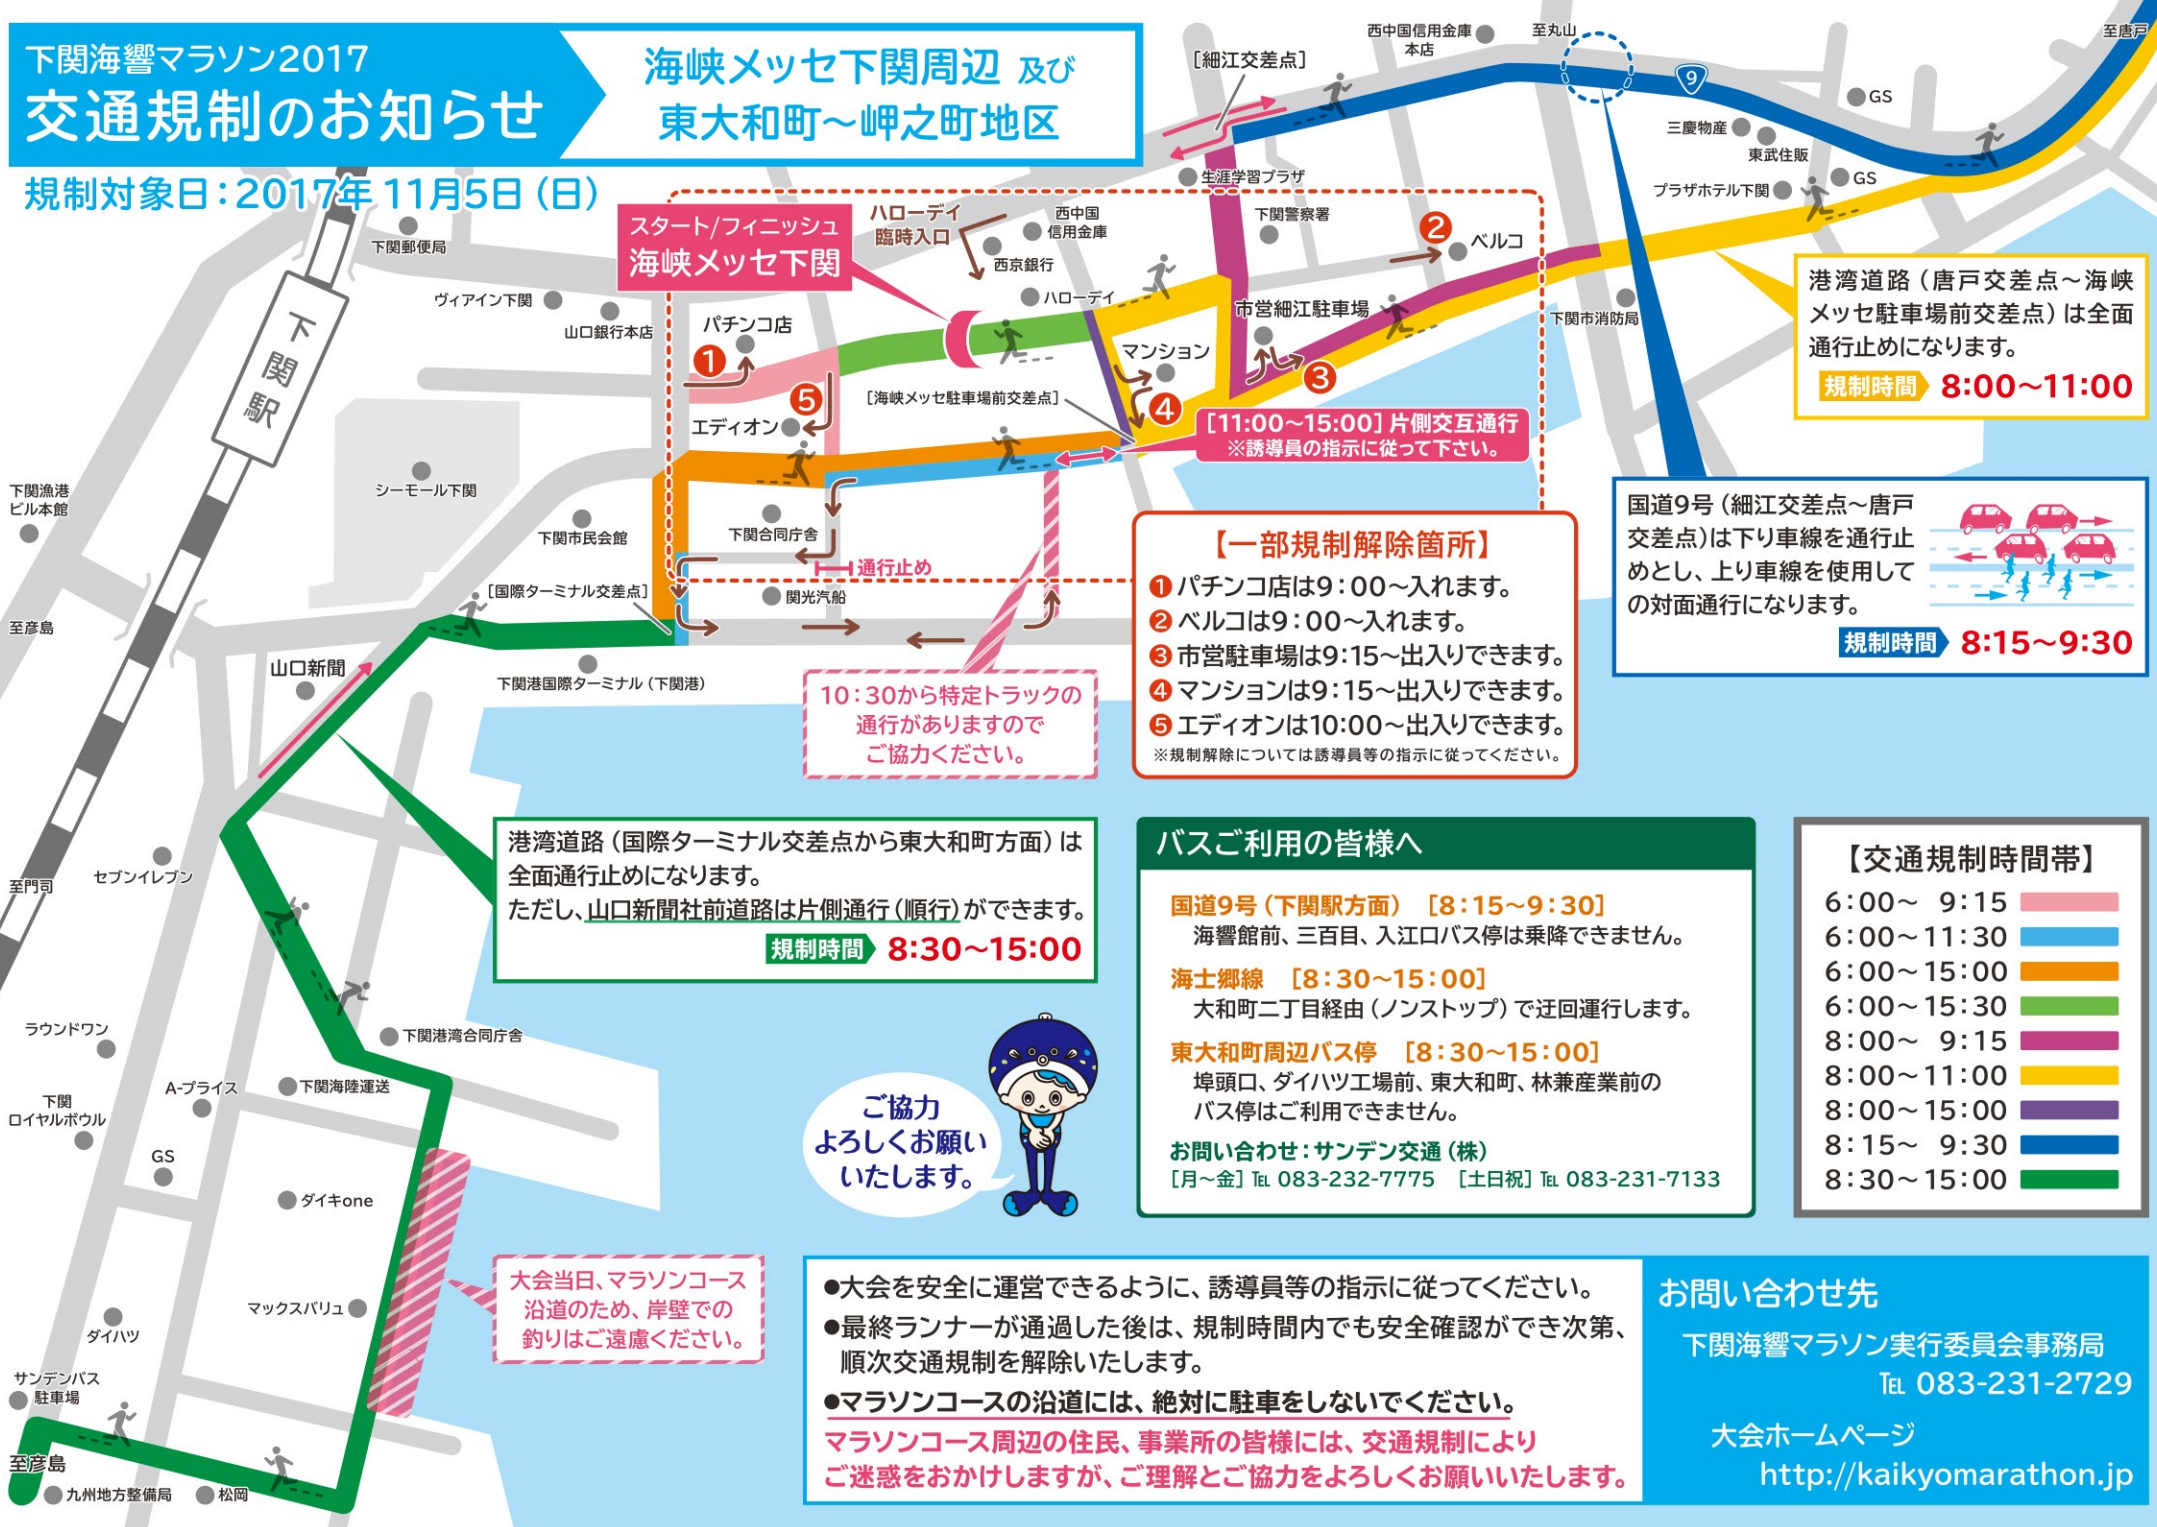 下関海響マラソン2017
交通規制のお知らせ
海峡メッセ下関周辺 及び
東大和町～岬之町地区
規制対象日：2017年 11月5日（日）
［細江交差点］
西中国信用金庫
本店
至丸山
至唐戸
9
GS
三慶物産
東武住販
GS
プラザホテル下関
生涯学習プラザ
下関郵便局
スタート/フィニッシュ
海峡メッセ下関
ハローデイ
臨時入口
西中国
信用金庫
西京銀行
ハローデイ
下関警察署
2
ベルコ
ヴィアイン下関
山口銀行本店
パチンコ店
1
市営細江駐車場
3
下関市消防局
港湾道路（唐戸交差点～海峡
メッセ駐車場前交差点）は全面
通行止めになります。
規制時間 8:00～11:00
下関駅
マンション
4
［海峡メッセ駐車場前交差点］
5
エディオン
［11:00～15:00］片側交互通行
※誘導員の指示に従って下さい。
シーモール下関
下関漁港
ビル本館
下関市民会館
下関合同庁舎
通行止め
［国際ターミナル交差点］
関光汽船
至彦島
山口新聞
下関港国際ターミナル（下関港）
国道9号（細江交差点～唐戸
交差点）は下り車線を通行止
めとし、上り車線を使用して
の対面通行になります。
規制時間 8:15～9:30
【一部規制解除箇所】
1 パチンコ店は9：00～入れます。
2 ベルコは9：00～入れます。
3 市営駐車場は9:15～出入りできます。
4 マンションは9：15～出入りできます。
5 エディオンは10:00～出入りできます。
※規制解除については誘導員等の指示に従ってください。
10：30から特定トラックの
通行がありますので
ご協力ください。
港湾道路（国際ターミナル交差点から東大和町方面）は
全面通行止めになります。
ただし、山口新聞社前道路は片側通行（順行）ができます。
規制時間 8:30～15:00
セブンイレブン
至門司
ラウンドワン
下関港湾合同庁舎
A-プライス
下関海陸運送
下関
ロイヤルボウル
GS
ダイキone
マックスバリュ
ダイハツ
サンデンバス
駐車場
至彦島
九州地方整備局
松岡
大会当日、マラソンコース
沿道のため、岸壁での
釣りはご遠慮ください。
ご協力
よろしくお願い
いたします。
バスご利用の皆様へ
国道9号（下関駅方面）［8：15～9：30］
海響館前、三百目、入江口バス停は乗降できません。
海士郷線 ［8：30～15：00］
大和町二丁目経由（ノンストップ）で迂回運行します。
東大和町周辺バス停 ［8：30～15：00］
埠頭口、ダイハツ工場前、東大和町、林兼産業前の
バス停はご利用できません。
お問い合わせ：サンデン交通（株）
［月～金］℡ 083-232-7775 ［土日祝］℡ 083-231-7133
【交通規制時間帯】
6：00～ 9：15
6：00～11：30
6：00～15：00
6：00～15：30
8：00～ 9：15
8：00～11：00
8：00～15：00
8：15～ 9：30
8：30～15：00
●大会を安全に運営できるように、誘導員等の指示に従ってください。
●最終ランナーが通過した後は、規制時間内でも安全確認ができ次第、
順次交通規制を解除いたします。
●マラソンコースの沿道には、絶対に駐車をしないでください。
マラソンコース周辺の住民、事業所の皆様には、交通規制により
ご迷惑をおかけしますが、ご理解とご協力をよろしくお願いいたします。
お問い合わせ先
下関海響マラソン実行委員会事務局
℡ 083-231-2729
大会ホームページ
http://kaikyomarathon.jp